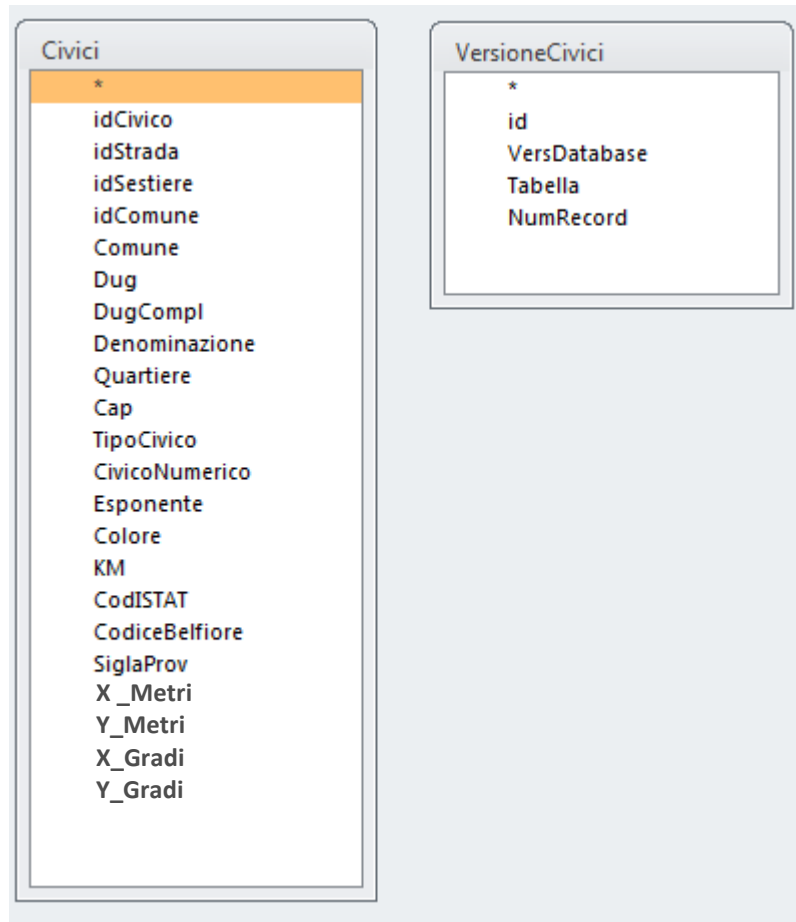 Civici
*
idCivico
idStrada
idSestiere
idComune
Comune
Dug
DugCompl
Denominazione
Quartiere
Cap
TipoCivico
CivicoNumerico
Esponente
Colore
KM
CodISTAT
CodiceBelfiore
SiglaProv
X _Metri
Y_Metri
X_Gradi
Y_Gradi
VersioneCivici
*
id
VersDatabase
Tabella
NumRecord